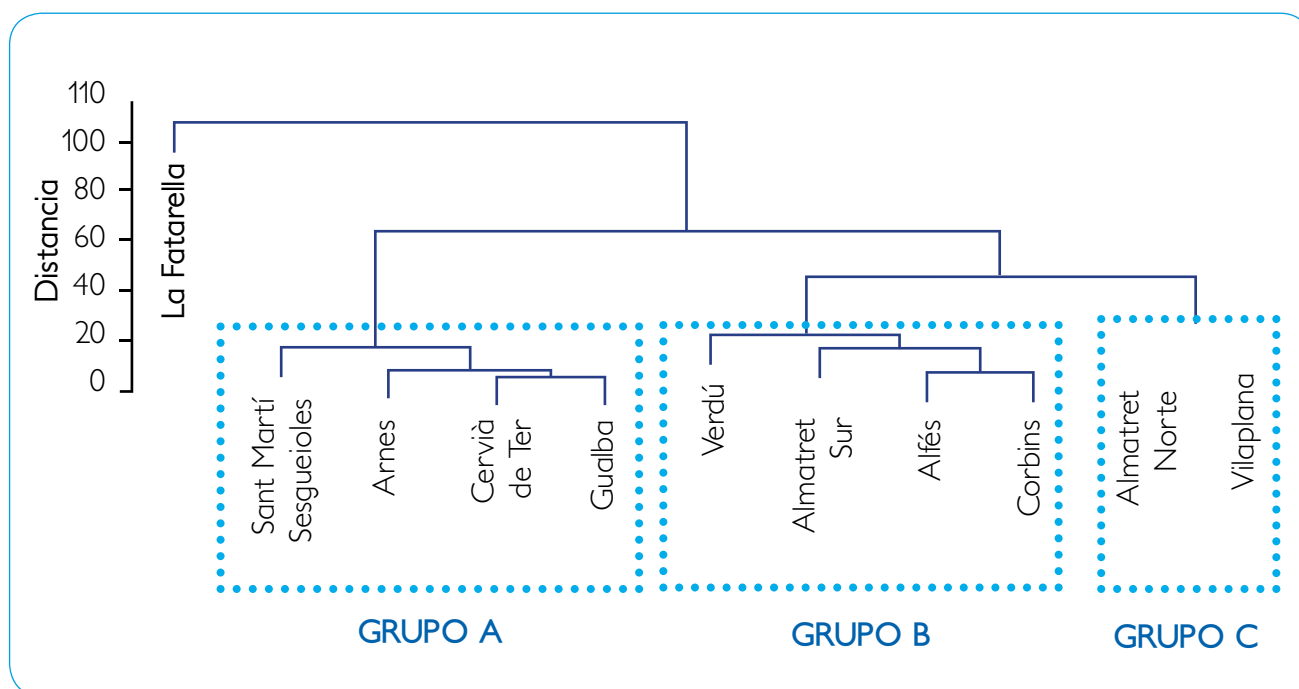 110
100
80
60
40
20
0
Distancia
La Fatarella
Sant Martí
Sesgueioles
Arnes
Cervià
de Ter
Gualba
Verdú
Almatret
Sur
Alfés
Corbins
Almatret
Norte
Vilaplana
GRUPO A
GRUPO B
GRUPO C